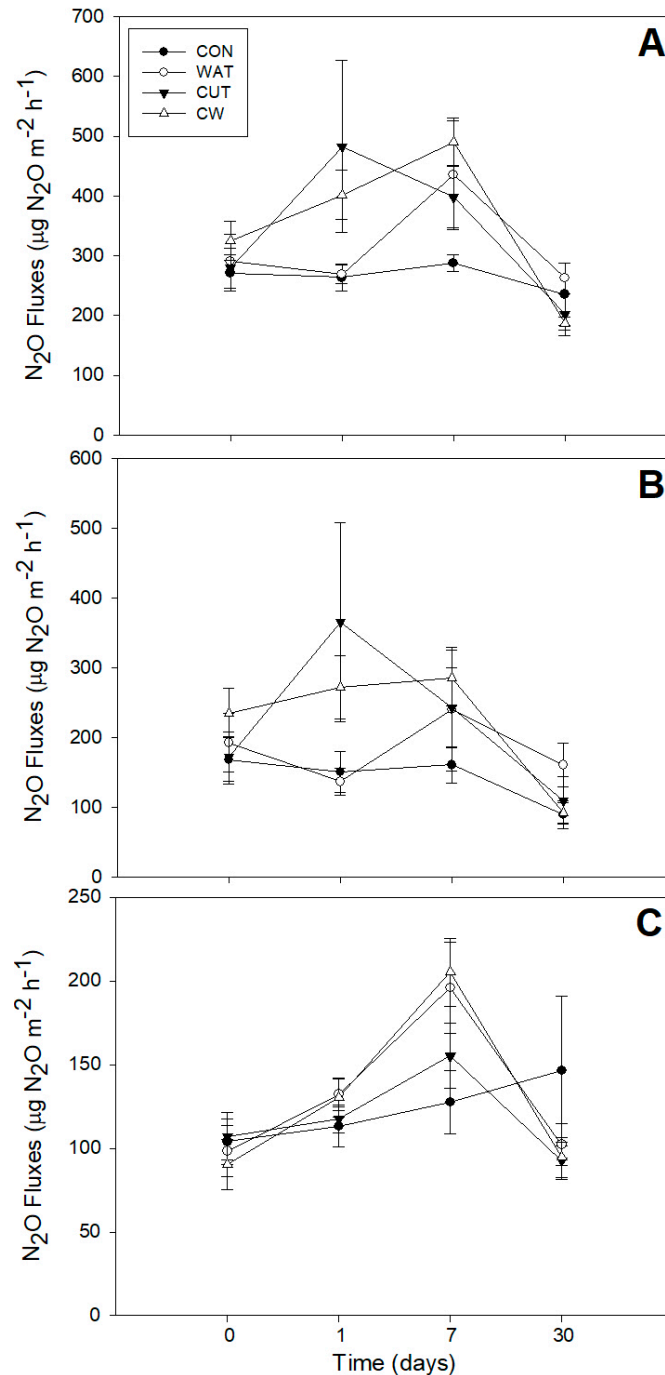 A
CON
WAT
CUT
CW
700
600
500
400
300
200
100
0
N₂O Fluxes (μg N₂O m⁻² h⁻¹)
B
600
500
400
300
200
100
0
N₂O Fluxes (μg N₂O m⁻² h⁻¹)
C
250
200
150
100
50
0
N₂O Fluxes (μg N₂O m⁻² h⁻¹)
0 1 7 30
Time (days)